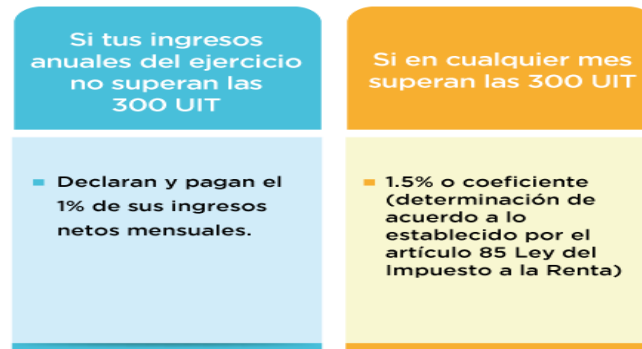 Si tus ingresos
anuales del ejercicio
no superan las
300 UIT
Si en cualquier mes
superan las 300 UIT
Declaran y pagan el
1% de sus ingresos
netos mensuales.
1.5% o coeficiente
(determinación de
acuerdo a lo
establecido por el
artículo 85 Ley del
Impuesto a la Renta)